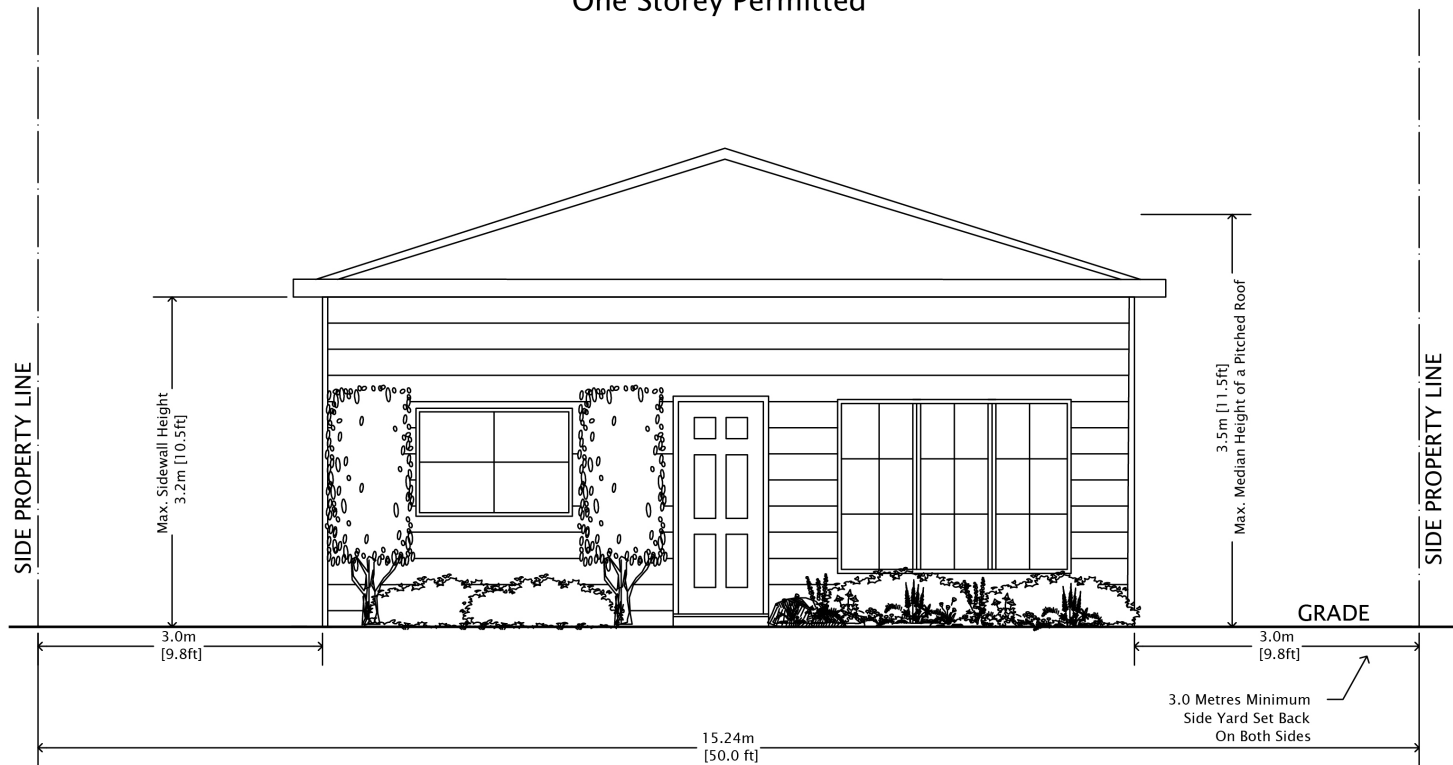 One Storey Permitted
SIDE PROPERTY LINE
Max. Sidewall Height
3.2m [10.5ft]
3.5m [11.5ft]
Max. Median Height of a Pitched Roof
SIDE PROPERTY LINE
GRADE
3.0m
[9.8ft]
3.0m
[9.8ft]
3.0 Metres Minimum
Side Yard Set Back
On Both Sides
15.24m
[50.0 ft]